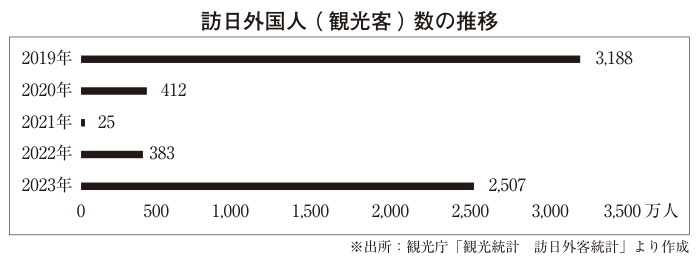 訪日外国人（観光客）数の推移
2019年 3,188
2020年 412
2021年 25
2022年 383
2023年 2,507
0 500 1,000 1,500 2,000 2,500 3,000 3,500 万人
※出所：観光庁「観光統計　訪日外客統計」より作成